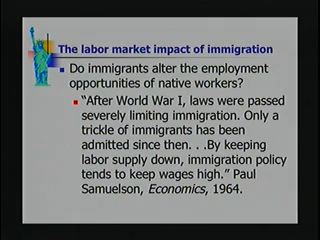 The labor market impact of immigration
Do immigrants alter the employment
opportunities of native workers?
"After World War I, laws were passed
severely limiting immigration. Only a
trickle of immigrants has been
admitted since then. . .By keeping
labor supply down, immigration policy
tends to keep wages high." Paul
Samuelson, Economics, 1964.